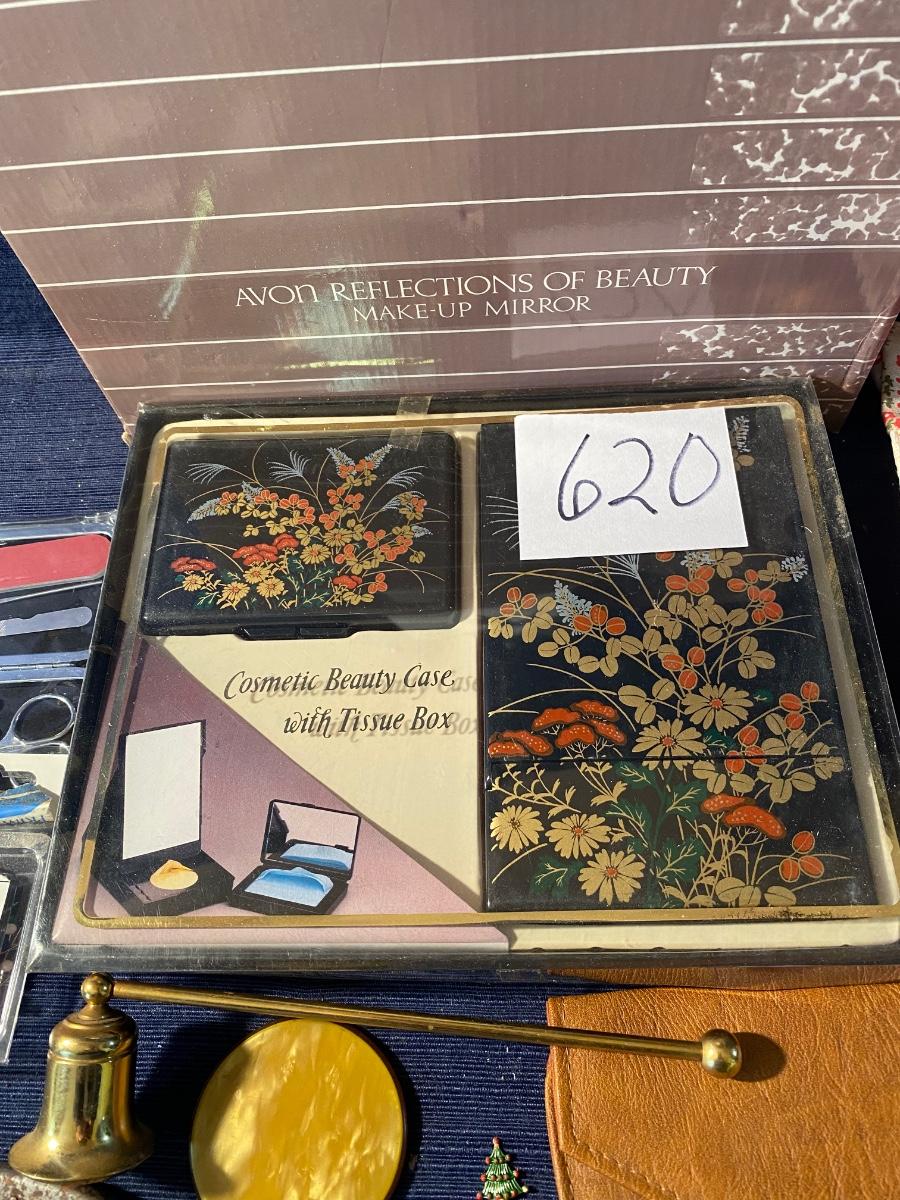 AVON REFLECTIONS OF BEAUTY
MAKE-UP MIRROR
620
Cosmetic Beauty Case
with Tissue Box